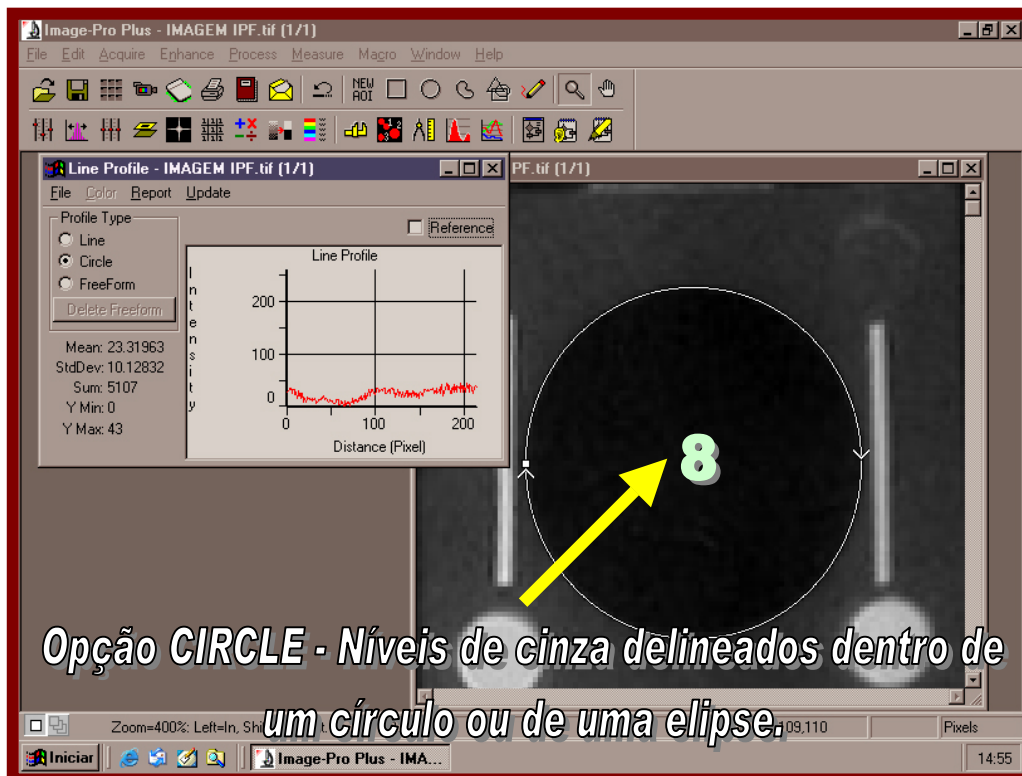 Image-Pro Plus - IMAGEM IPF.tif (1/1)
File Edit Acquire Enhance Process Measure Macro Window Help
NEW
AOI
Line Profile - IMAGEM IPF.tif (1/1)
PF.tif (1/1)
File Color Report Update
Profile Type
Line
Circle
FreeForm
Delete Freeform
Reference
Mean: 23.31963
StdDev: 10.12832
Sum: 5107
Y Min: 0
Y Max: 43
Line Profile
Intensity
200
100
0
0 100 200
Distance (Pixel)
8
Opção CIRCLE - Níveis de cinza delineados dentro de
um círculo ou de uma elipse.
Zoom=400%: Left=In, Shi
109,110
Pixels
Iniciar
Image-Pro Plus - IMA...
14:55